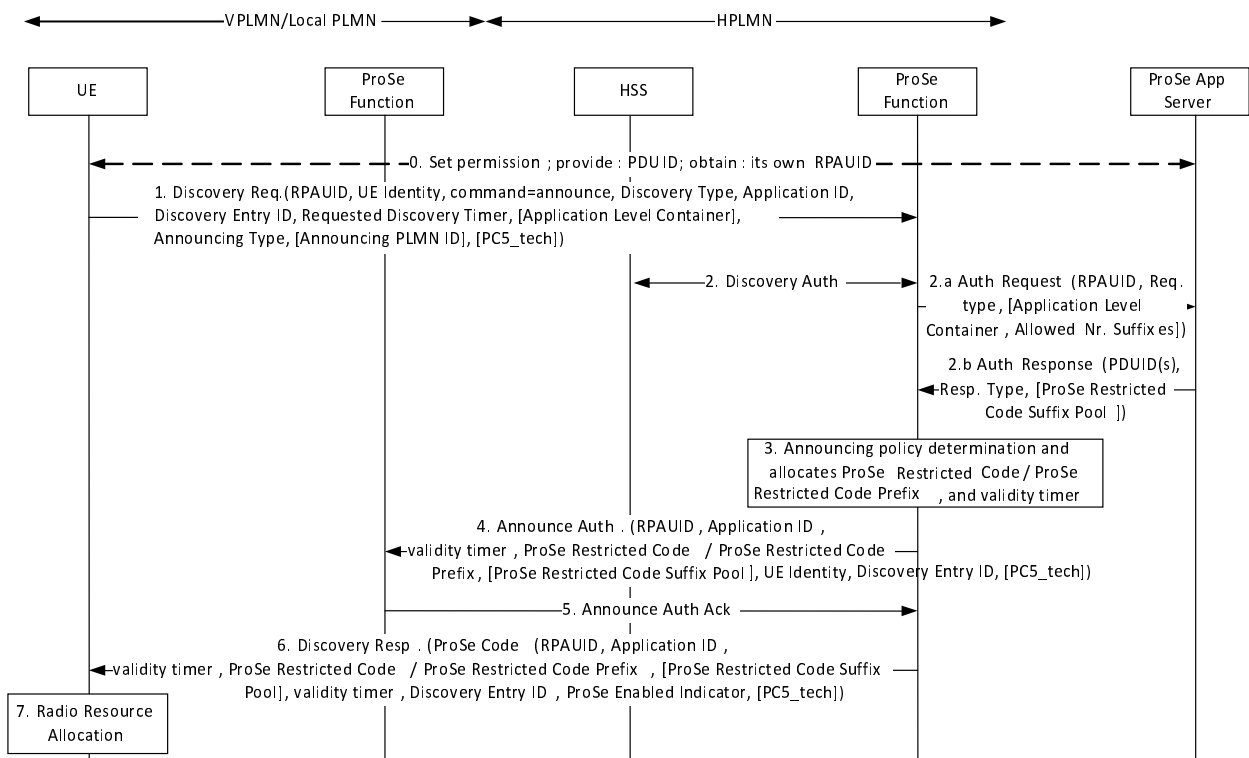 VPLMN/Local PLMN
HPLMN
UE
ProSe
Function
HSS
ProSe
Function
ProSe App
Server
0. Set permission ; provide : PDUID; obtain : its own RPAUID
1. Discovery Req.(RPAUID, UE Identity, command=announce, Discovery Type, Application ID,
Discovery Entry ID, Requested Discovery Timer, [Application Level Container],
Announcing Type, [Announcing PLMN ID], [PC5_tech])
2. Discovery Auth
2.a Auth Request (RPAUID, Req.
type, [Application Level
Container, Allowed Nr. Suffixes])
2.b Auth Response (PDUID(s),
Resp. Type, [ProSe Restricted
Code Suffix Pool ])
3. Announcing policy determination and
allocates ProSe Restricted Code / ProSe
Restricted Code Prefix , and validity timer
4. Announce Auth . (RPAUID, Application ID ,
validity timer , ProSe Restricted Code / ProSe Restricted Code
Prefix, [ProSe Restricted Code Suffix Pool ], UE Identity, Discovery Entry ID, [PC5_tech])
5. Announce Auth Ack
6. Discovery Resp . (ProSe Code (RPAUID, Application ID ,
validity timer , ProSe Restricted Code / ProSe Restricted Code Prefix , [ProSe Restricted Code Suffix
Pool], validity timer , Discovery Entry ID , ProSe Enabled Indicator, [PC5_tech])
7. Radio Resource
Allocation